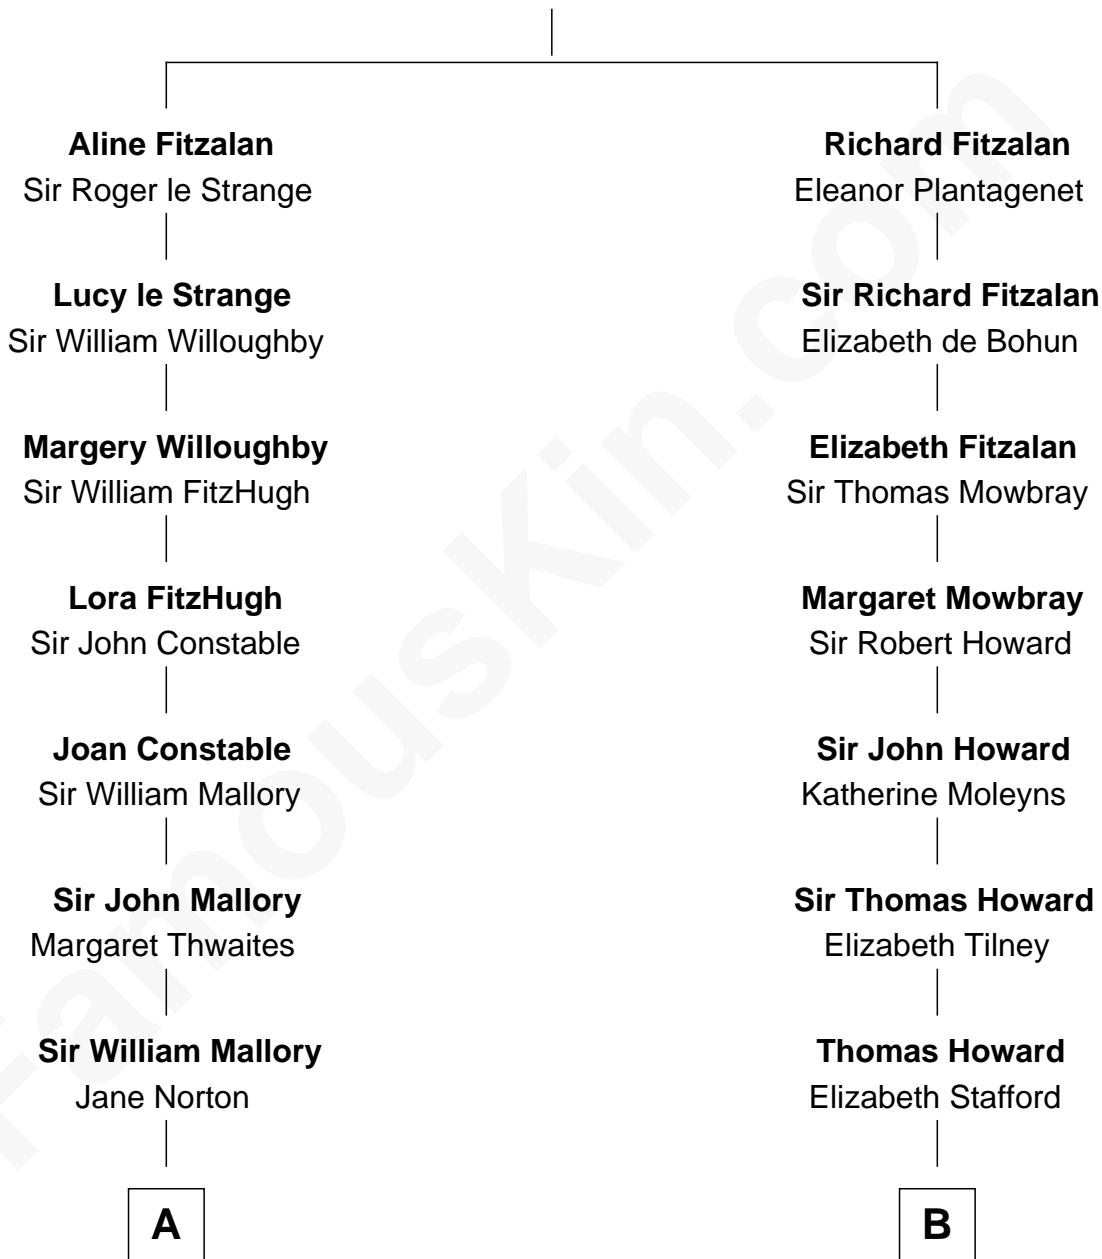 Aline Fitzalan
Sir Roger le Strange
Lucy le Strange
Sir William Willoughby
Margery Willoughby
Sir William FitzHugh
Lora FitzHugh
Sir John Constable
Joan Constable
Sir William Mallory
Sir John Mallory
Margaret Thwaites
Sir William Mallory
Jane Norton
A
Richard Fitzalan
Eleanor Plantagenet
Sir Richard Fitzalan
Elizabeth de Bohun
Elizabeth Fitzalan
Sir Thomas Mowbray
Margaret Mowbray
Sir Robert Howard
Sir John Howard
Katherine Moleyns
Sir Thomas Howard
Elizabeth Tilney
Thomas Howard
Elizabeth Stafford
B
FamousKin.com